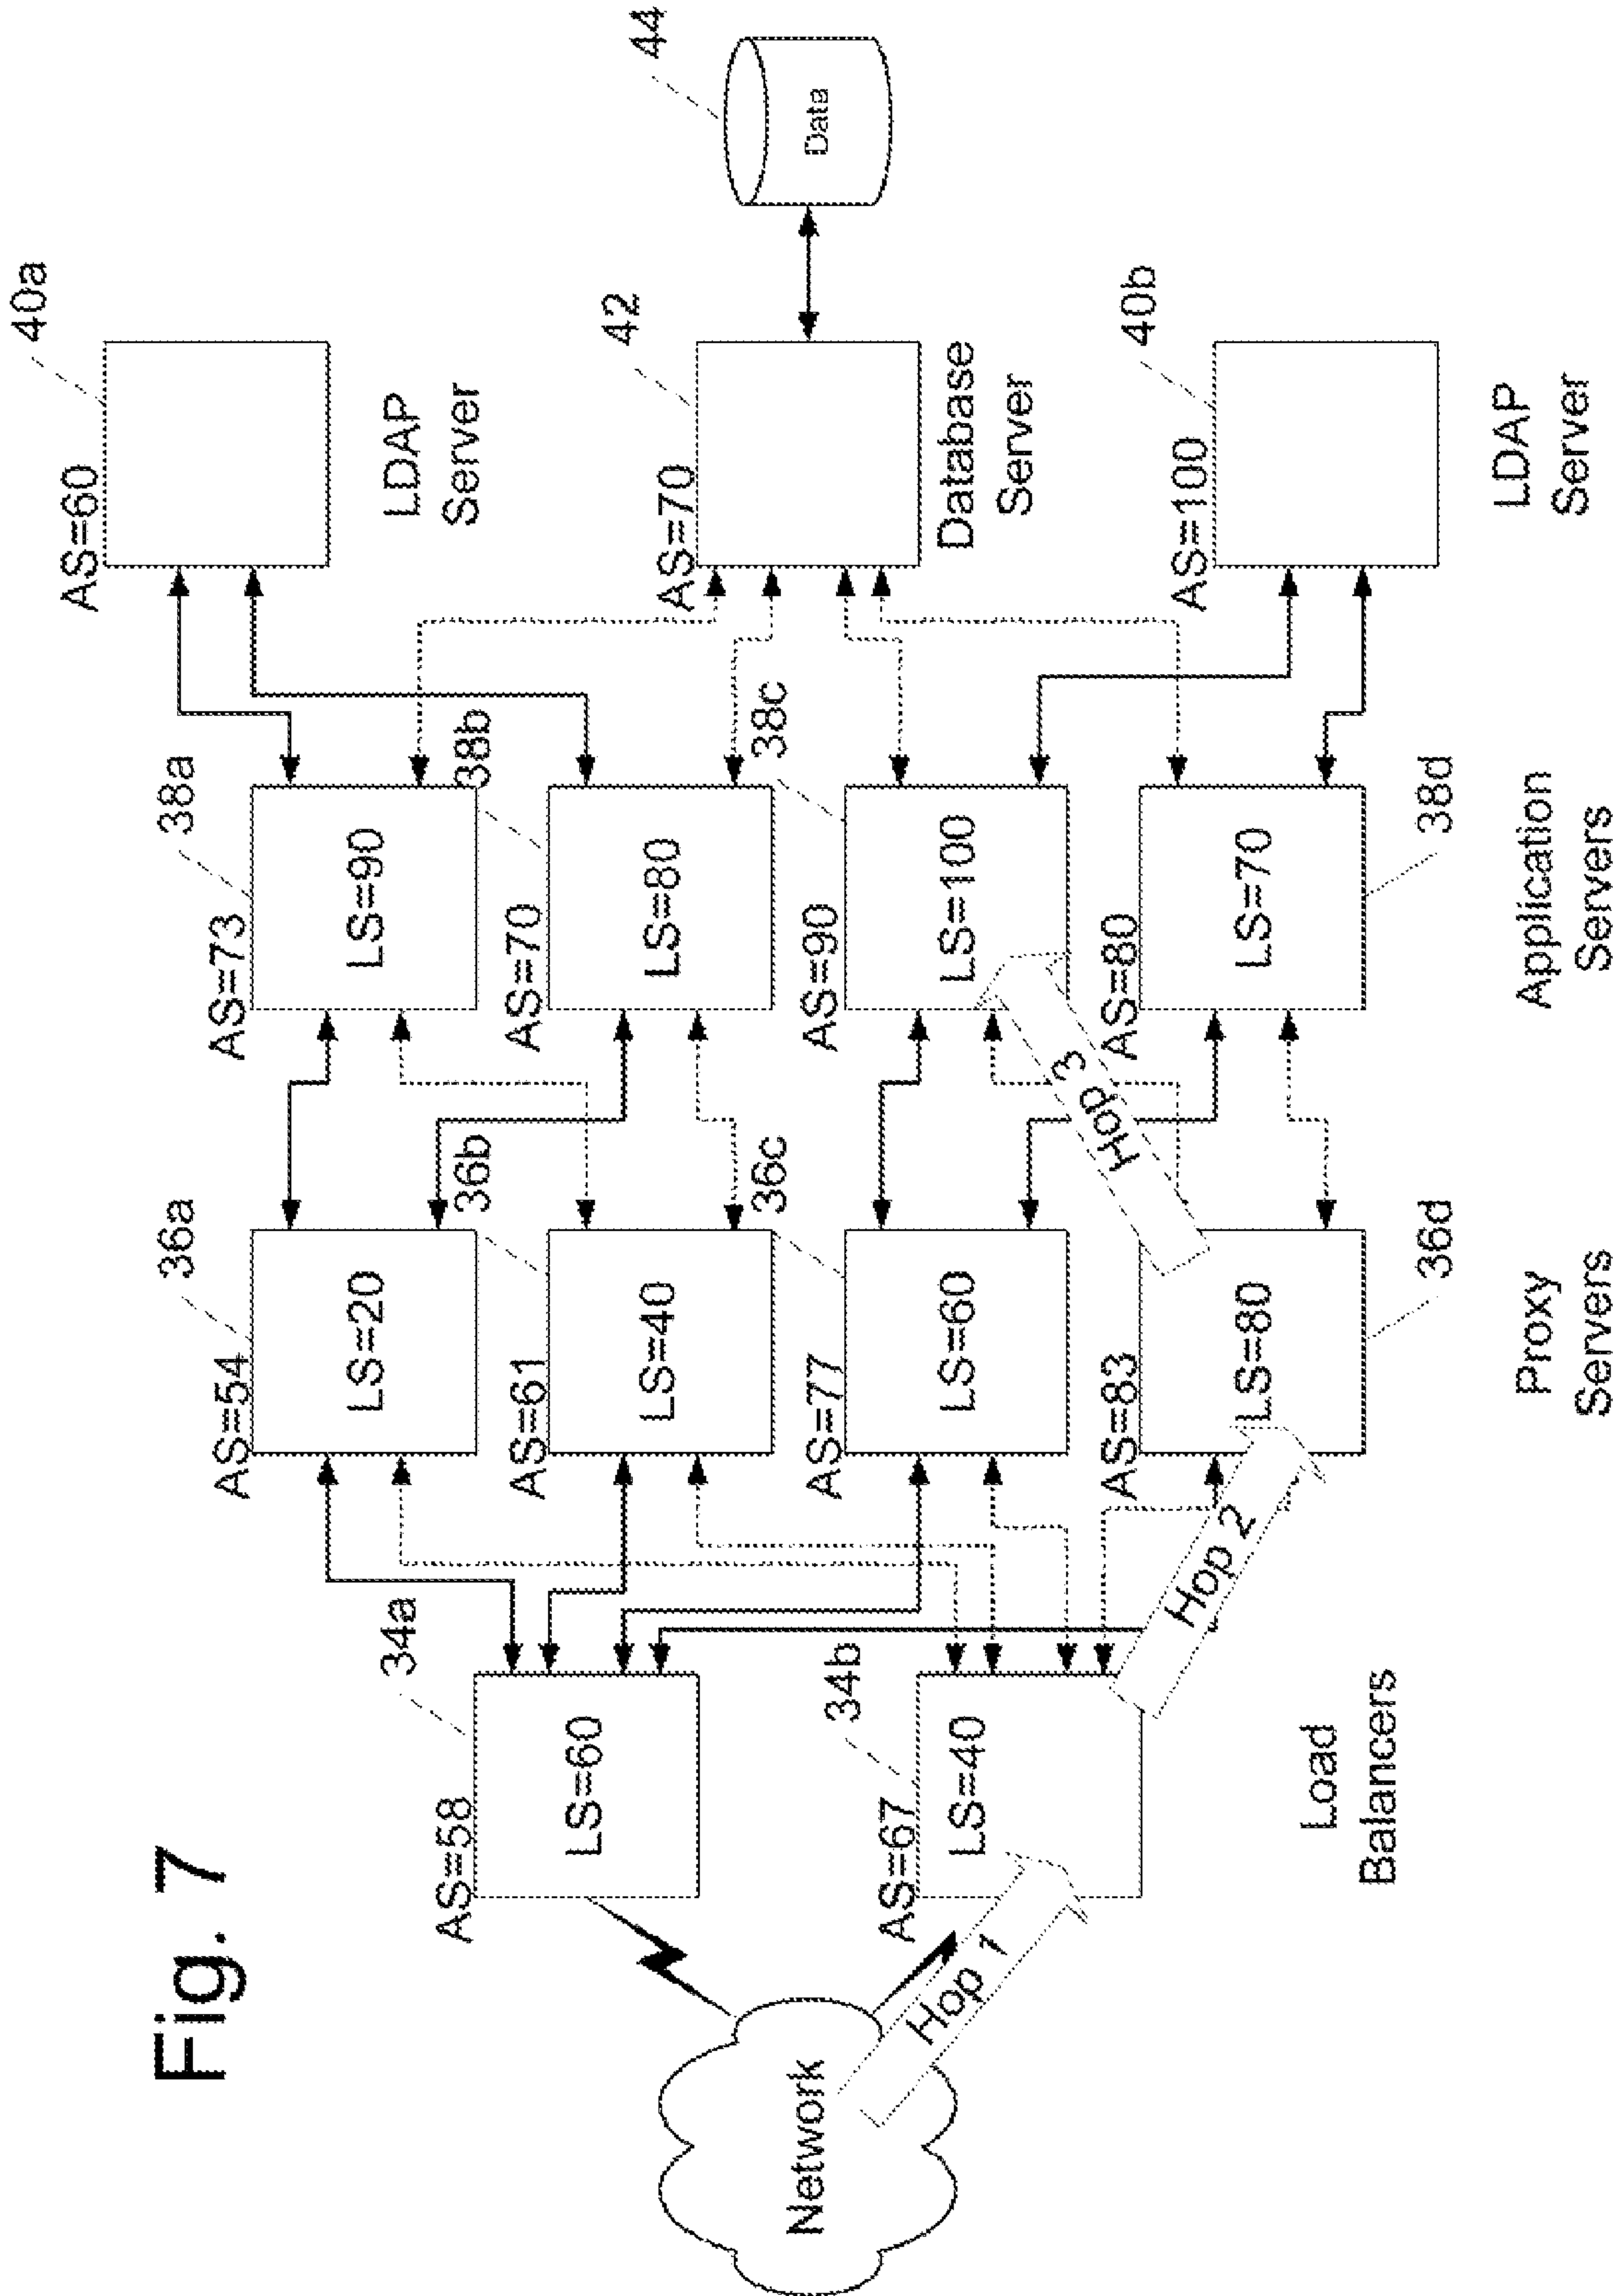 Fig. 7
Network
Hop 1
AS=58
34a
LS=60
AS=67
34b
LS=40
Load
Balancers
Hop 2
AS=54
36a
LS=20
AS=61
36b
LS=40
AS=77
36c
LS=60
AS=83
LS=80
36d
Proxy
Servers
Hop 3
AS=73
38a
LS=90
AS=70
38b
LS=80
AS=90
38c
LS=100
AS=80
LS=70
38d
Application
Servers
AS=60
40a
LDAP
Server
AS=70
42
Database
Server
AS=100
40b
LDAP
Server
44
Data